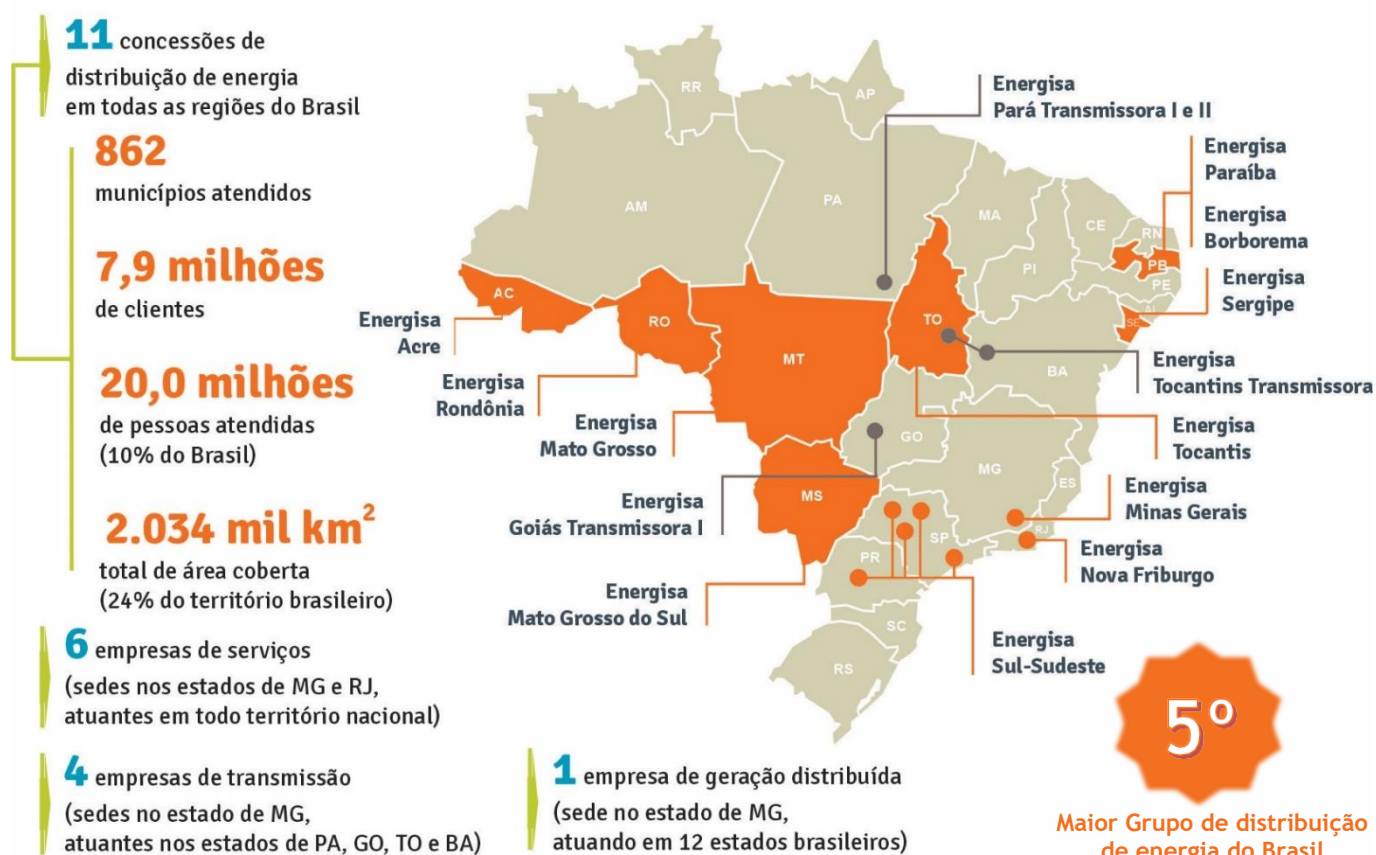 11 concessões de
distribuição de energia
em todas as regiões do Brasil
862
municípios atendidos
7,9 milhões
de clientes
20,0 milhões
de pessoas atendidas
(10% do Brasil)
2.034 mil km²
total de área coberta
(24% do território brasileiro)
6 empresas de serviços
(sedes nos estados de MG e RJ,
atuantes em todo território nacional)
4 empresas de transmissão
(sedes no estado de MG,
atuantes nos estados de PA, GO, TO e BA)
1 empresa de geração distribuída
(sede no estado de MG,
atuando em 12 estados brasileiros)
RR
AP
AM
PA
MA
CE
RN
PB
PE
AL
SE
PI
AC
RO
MT
TO
BA
GO
MG
ES
MS
SP
RJ
PR
SC
RS
Energisa
Pará Transmissora I e II
Energisa
Paraíba
Energisa
Borborema
Energisa
Sergipe
Energisa
Tocantins Transmissora
Energisa
Tocantis
Energisa
Minas Gerais
Energisa
Nova Friburgo
Energisa
Sul-Sudeste
Energisa
Acre
Energisa
Rondônia
Energisa
Mato Grosso
Energisa
Goiás Transmissora I
Energisa
Mato Grosso do Sul
5º
Maior Grupo de distribuição
de energia do Brasil